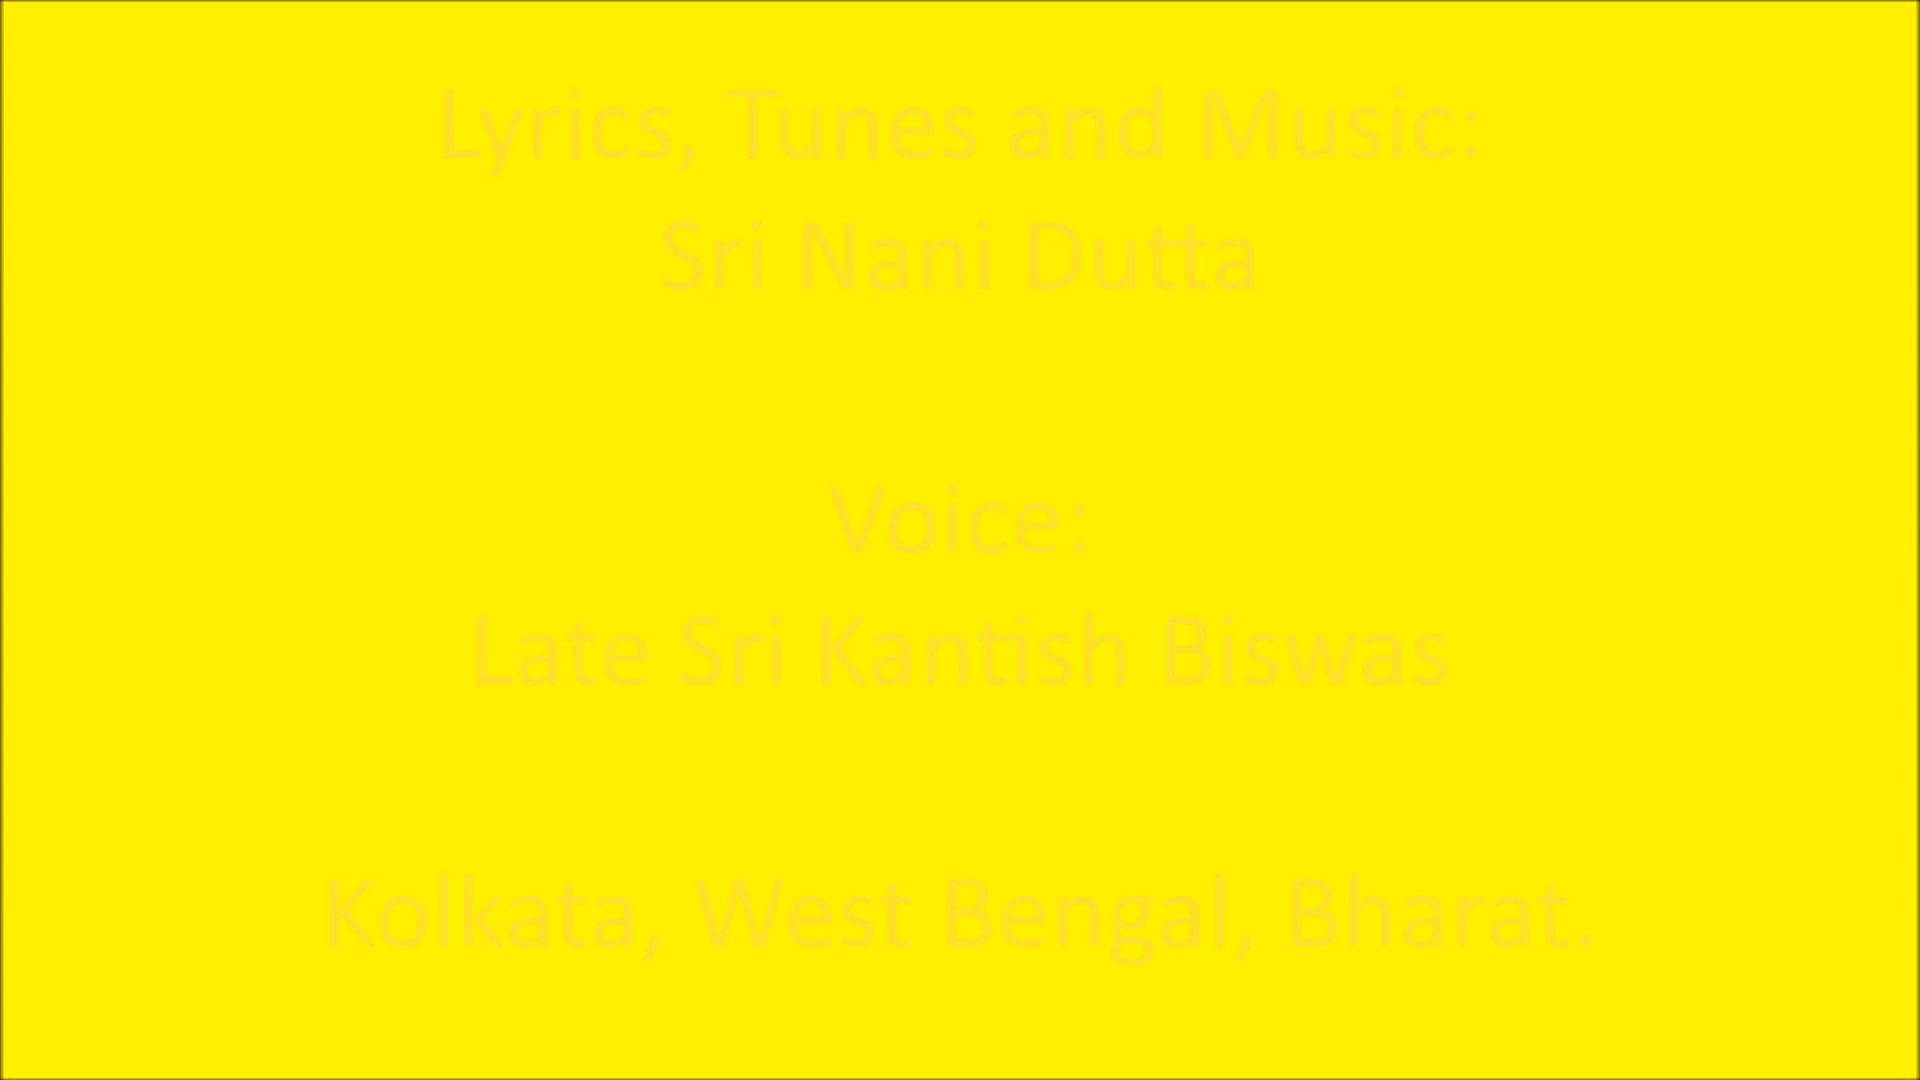 Lyrics, Tunes and Music:
Sri Nani Dutta
Voice:
Late Sri Kantish Biswas
Kolkata, West Bengal, Bharat.